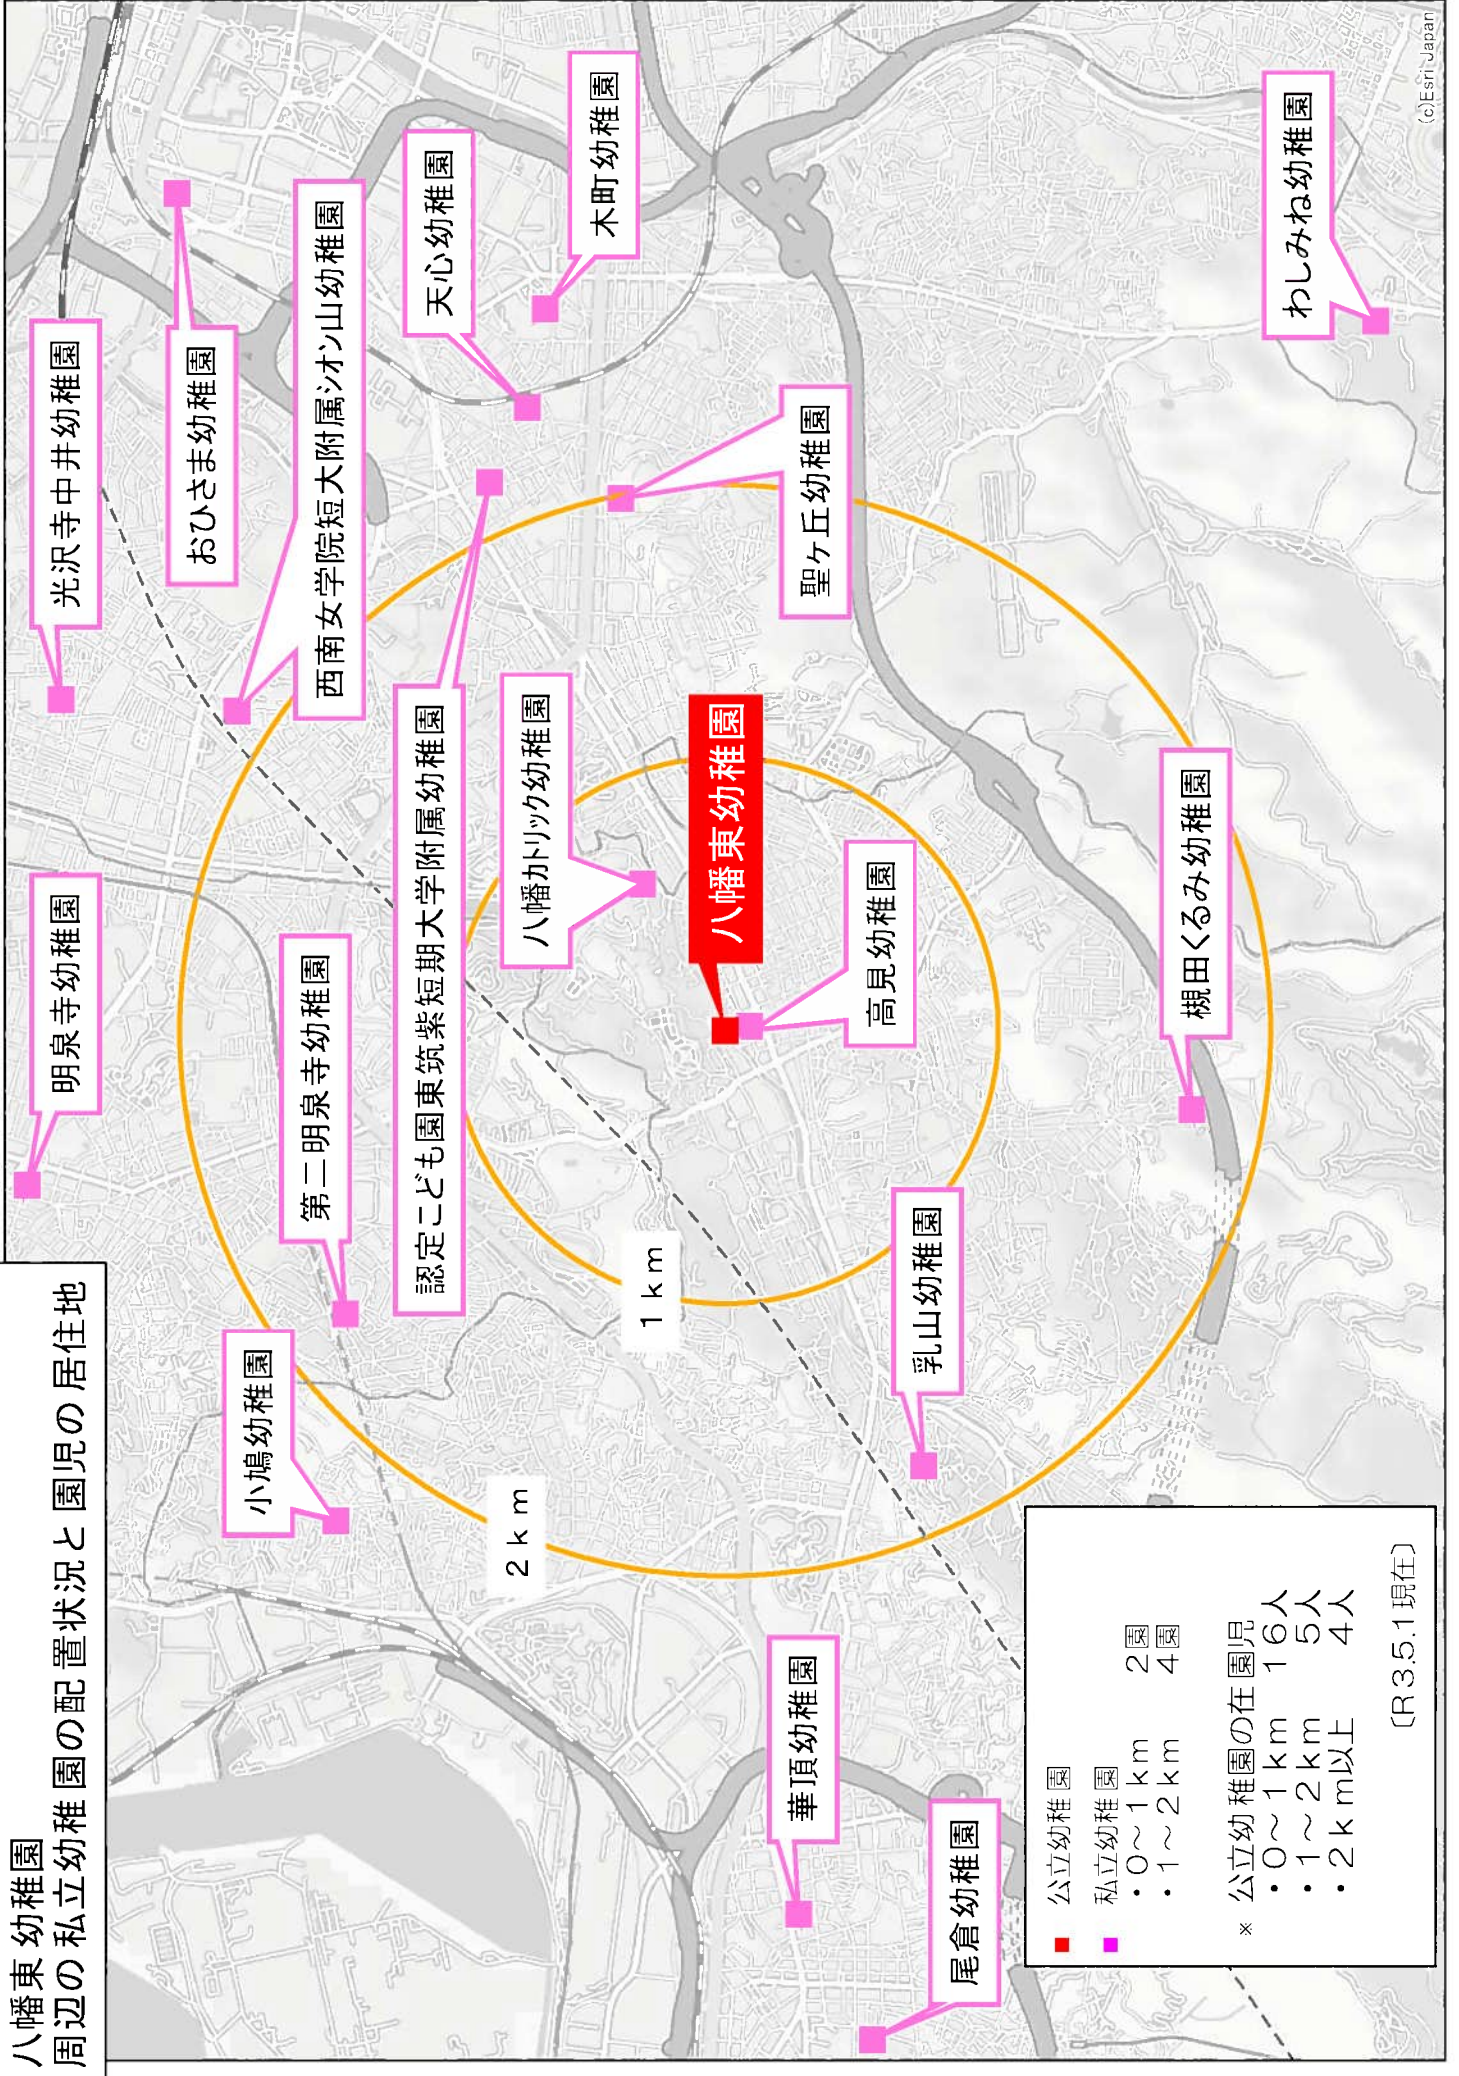 八幡東幼稚園
周辺の私立幼稚園の配置状況と園児の居住地
明泉寺幼稚園
光沢寺中井幼稚園
おひさま幼稚園
西南女学院短大附属シオン山幼稚園
小鳩幼稚園
第二明泉寺幼稚園
認定こども園東筑紫短期大学附属幼稚園
天心幼稚園
木町幼稚園
八幡カトリック幼稚園
八幡東幼稚園
聖ヶ丘幼稚園
高見幼稚園
乳山幼稚園
槻田くるみ幼稚園
わしみね幼稚園
華頂幼稚園
尾倉幼稚園
1km
2km
公立幼稚園
私立幼稚園
・0～1km 2園
・1～2km 4園
※ 公立幼稚園の在園児
・0～1km 16人
・1～2km 5人
・2km以上 4人
〔R3.5.1現在〕
(c)Esri Japan